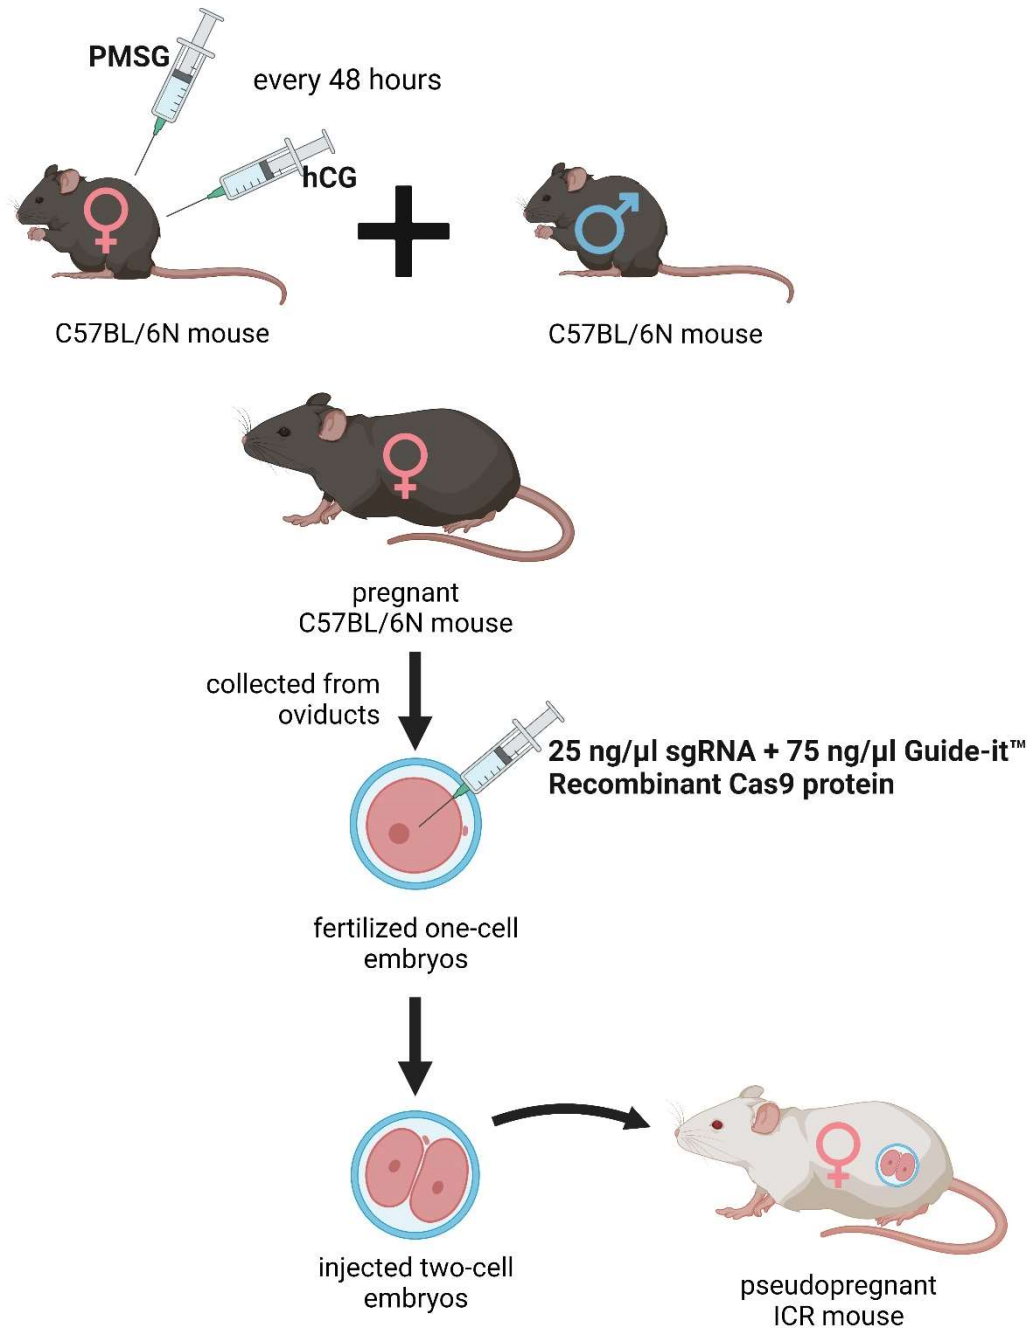 PMSG
every 48 hours
hCG
C57BL/6N mouse
C57BL/6N mouse
pregnant
C57BL/6N mouse
collected from
oviducts
25 ng/µl sgRNA + 75 ng/µl Guide-it™
Recombinant Cas9 protein
fertilized one-cell
embryos
injected two-cell
embryos
pseudopregnant
ICR mouse